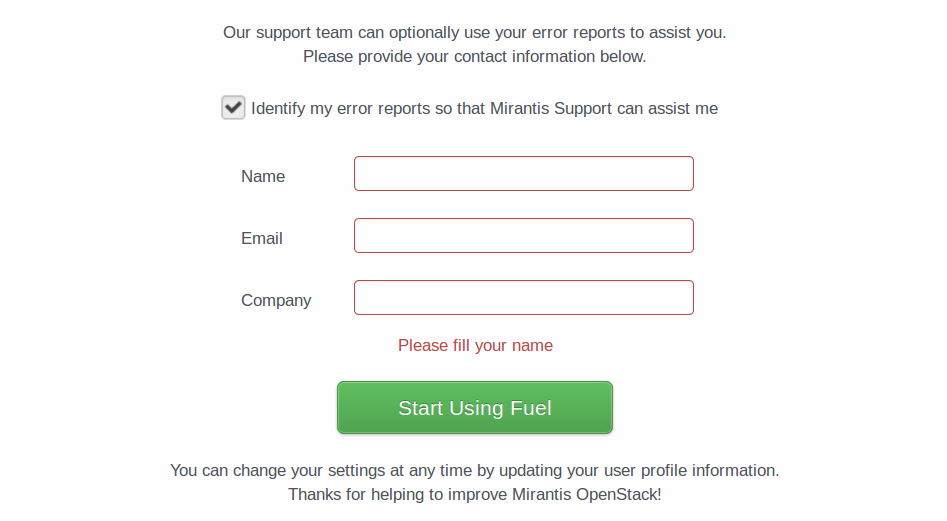 Our support team can optionally use your error reports to assist you.
Please provide your contact information below.
Identify my error reports so that Mirantis Support can assist me
Name
Email
Company
Please fill your name
Start Using Fuel
You can change your settings at any time by updating your user profile information.
Thanks for helping to improve Mirantis OpenStack!